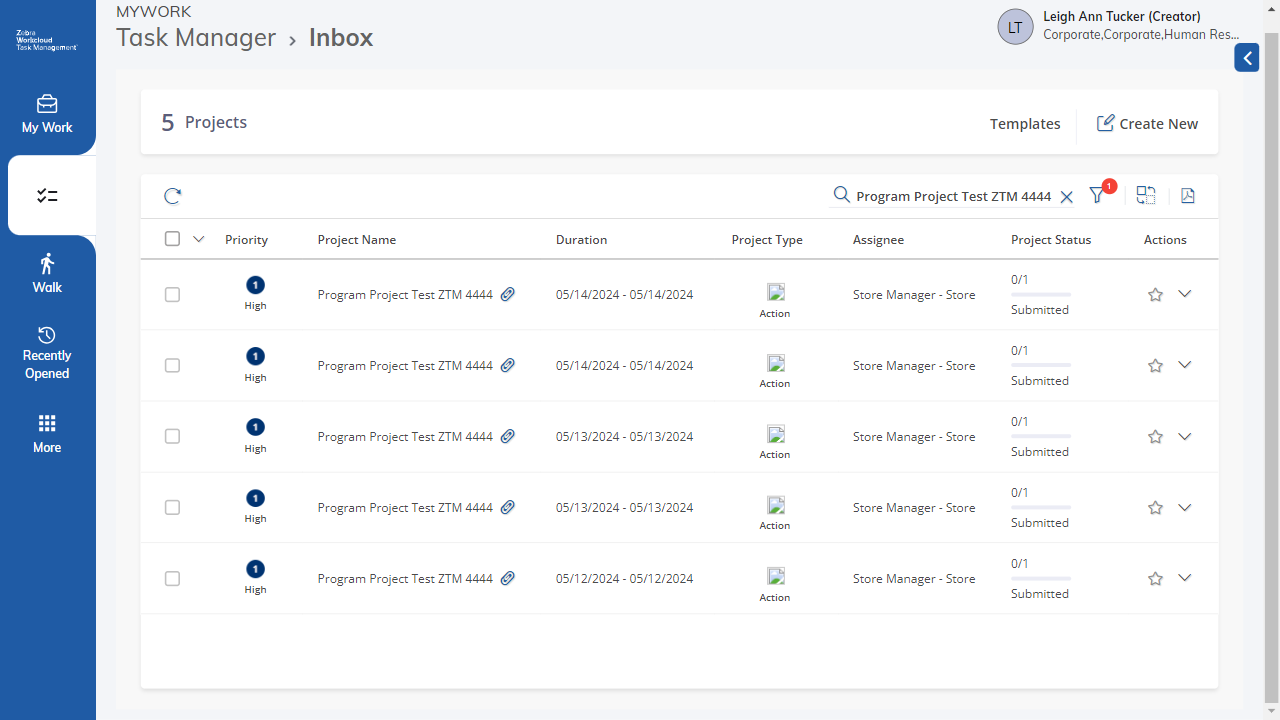 MYWORK
Task Manager › Inbox
LT
Leigh Ann Tucker (Creator)
Corporate,Corporate,Human Res...
Zebra
Workcloud
Task Management™
My Work
Walk
Recently
Opened
More
5 Projects
Templates
Create New
Program Project Test ZTM 4444
1
Priority
Project Name
Duration
Project Type
Assignee
Project Status
Actions
1
High
Program Project Test ZTM 4444
05/14/2024 - 05/14/2024
Action
Store Manager - Store
0/1
Submitted
1
High
Program Project Test ZTM 4444
05/14/2024 - 05/14/2024
Action
Store Manager - Store
0/1
Submitted
1
High
Program Project Test ZTM 4444
05/13/2024 - 05/13/2024
Action
Store Manager - Store
0/1
Submitted
1
High
Program Project Test ZTM 4444
05/13/2024 - 05/13/2024
Action
Store Manager - Store
0/1
Submitted
1
High
Program Project Test ZTM 4444
05/12/2024 - 05/12/2024
Action
Store Manager - Store
0/1
Submitted